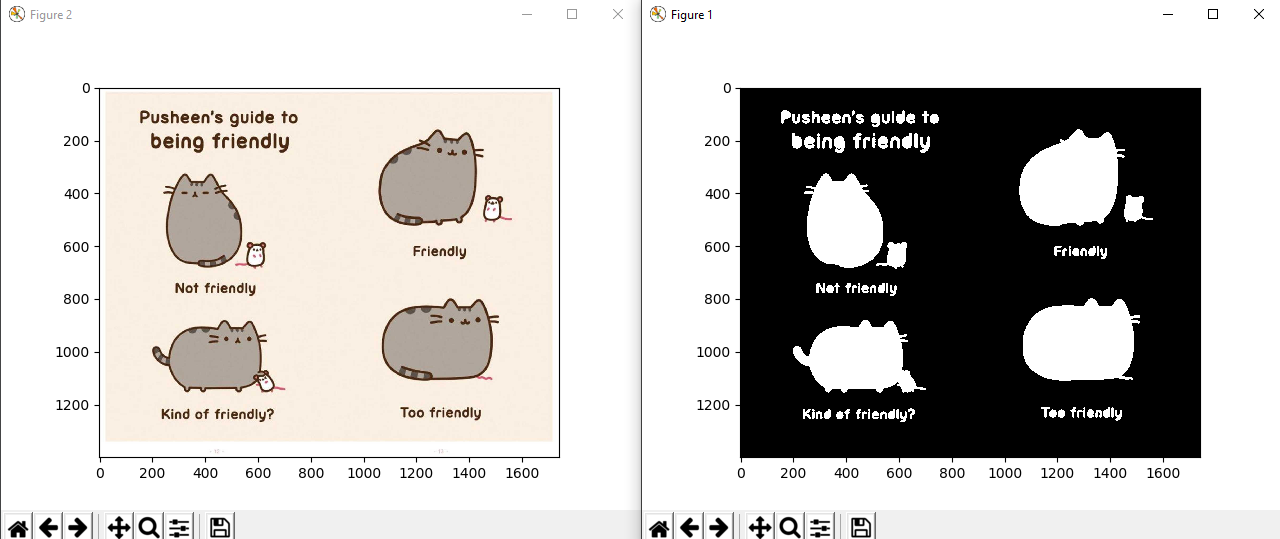 Figure 2
Pusheen's guide to
being friendly
Friendly
Not friendly
Kind of friendly?
Too friendly
0
200
400
600
800
1000
1200
0 200 400 600 800 1000 1200 1400 1600
Figure 1
Pusheen's guide to
being friendly
Friendly
Not friendly
Kind of friendly?
Too friendly
0
200
400
600
800
1000
1200
0 200 400 600 800 1000 1200 1400 1600